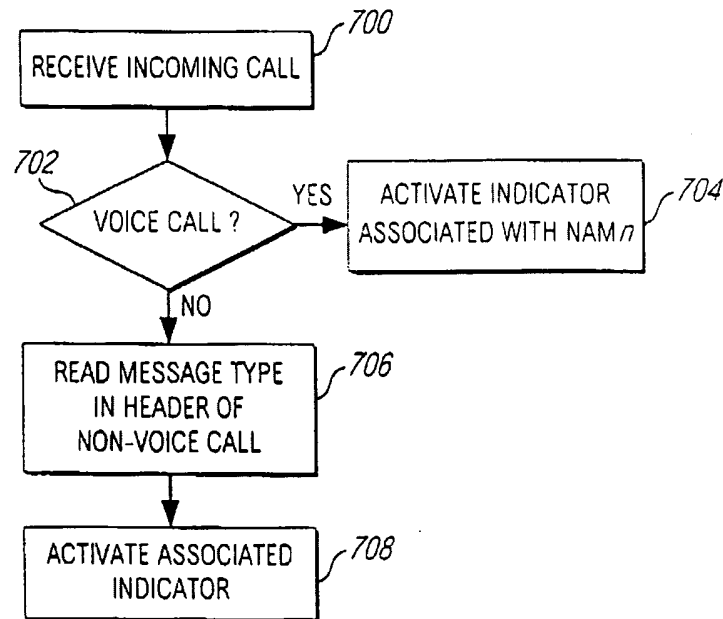 700
RECEIVE INCOMING CALL
702
VOICE CALL ?
YES
ACTIVATE INDICATOR
ASSOCIATED WITH NAM n
704
NO
READ MESSAGE TYPE
IN HEADER OF
NON-VOICE CALL
706
ACTIVATE ASSOCIATED
INDICATOR
708